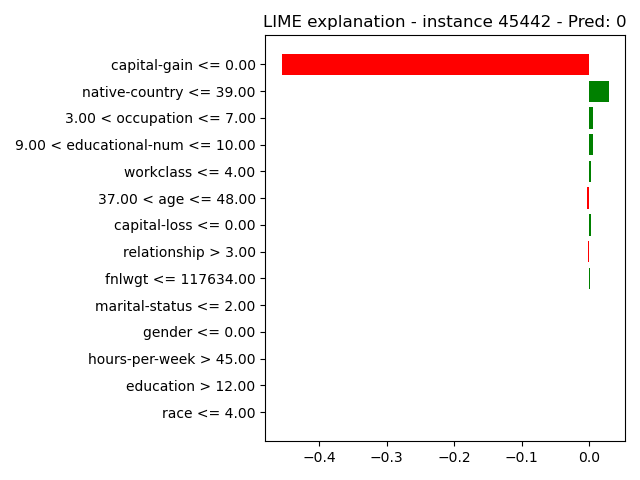 LIME explanation - instance 45442 - Pred: 0
capital-gain <= 0.00
native-country <= 39.00
3.00 < occupation <= 7.00
9.00 < educational-num <= 10.00
workclass <= 4.00
37.00 < age <= 48.00
capital-loss <= 0.00
relationship > 3.00
fnlwgt <= 117634.00
marital-status <= 2.00
gender <= 0.00
hours-per-week > 45.00
education > 12.00
race <= 4.00
−0.4 −0.3 −0.2 −0.1 0.0